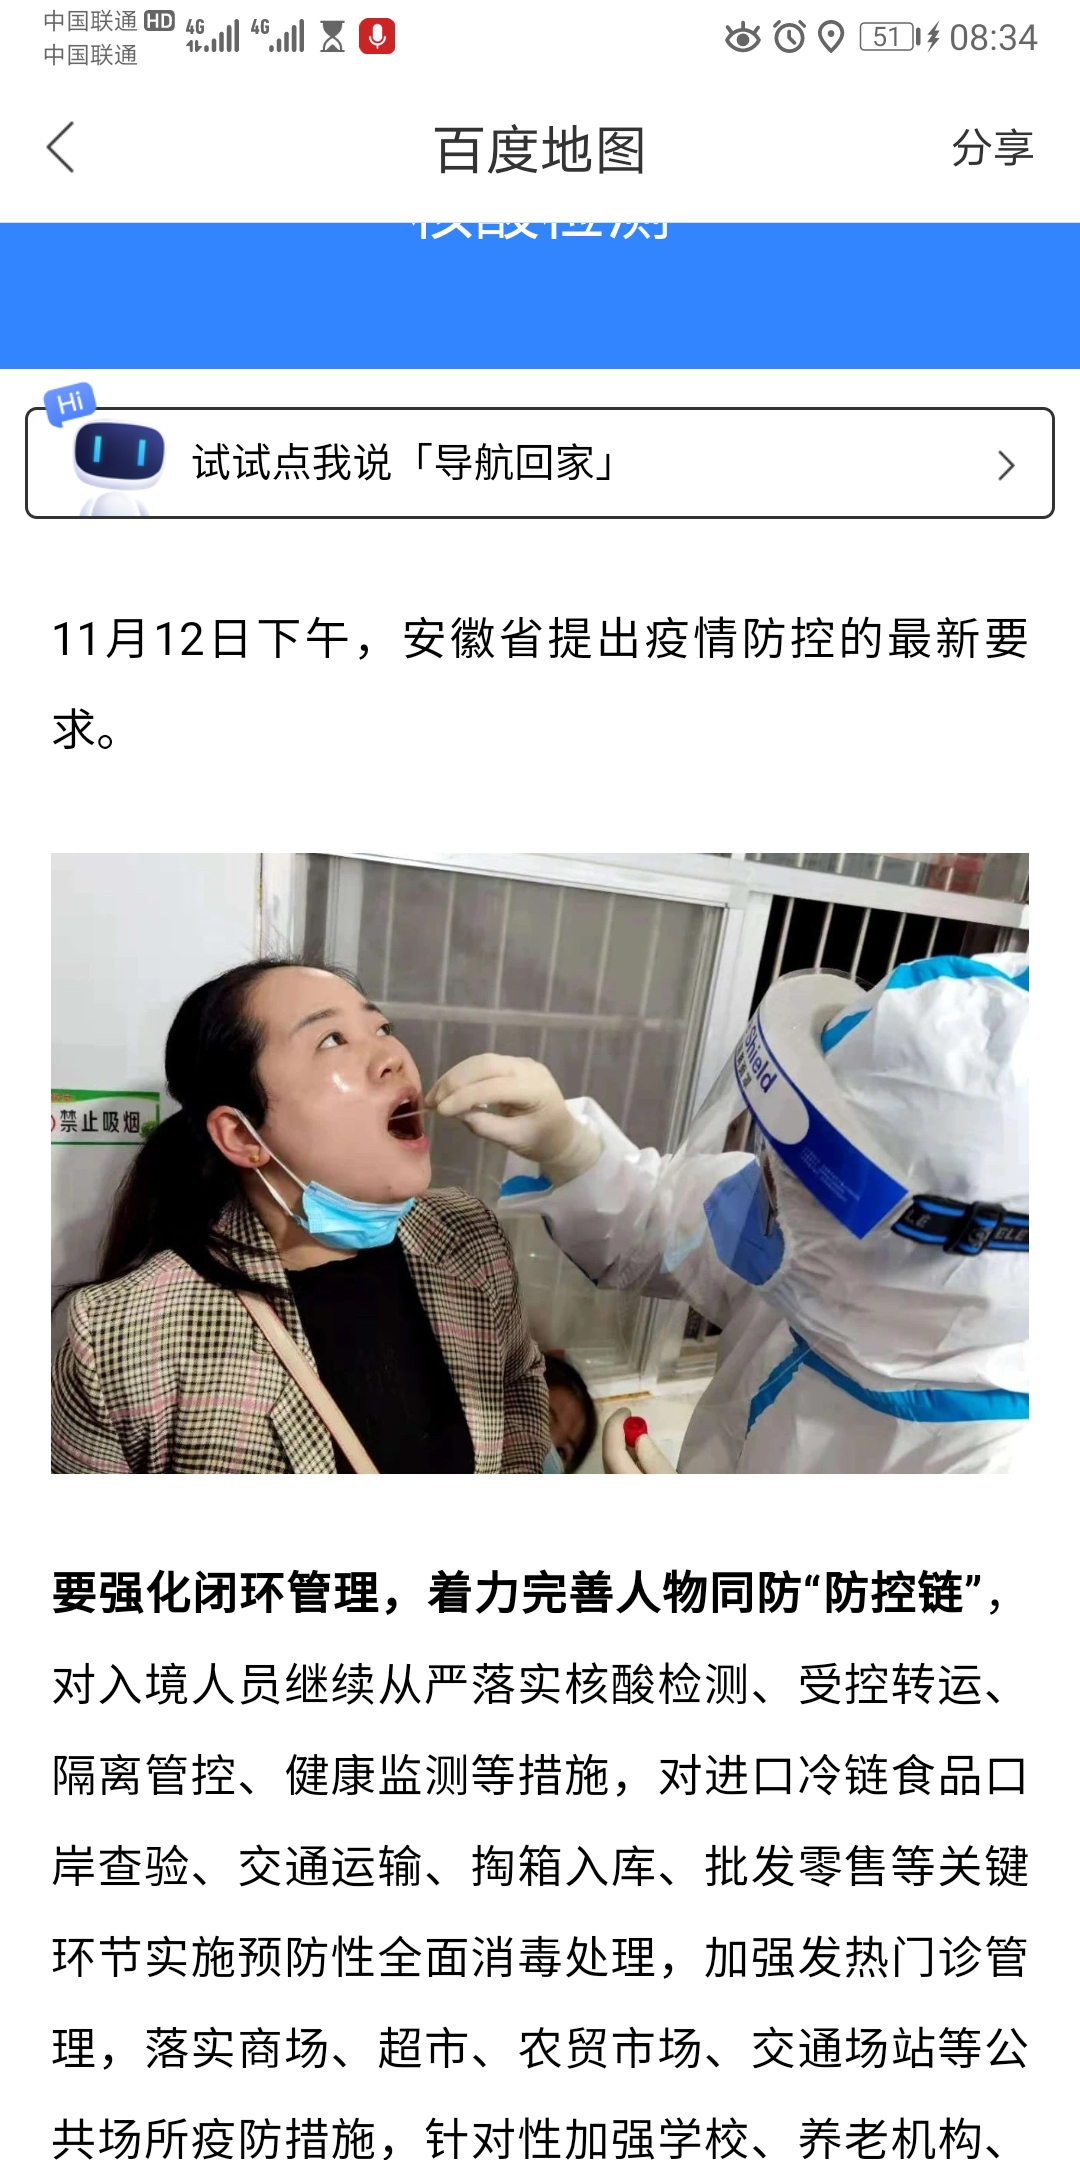 中国联通 HD
中国联通
4G
4G
51
08:34
百度地图
分享
核酸检测
Hi
试试点我说「导航回家」
11月12日下午，安徽省提出疫情防控的最新要
求。
禁止吸烟
Shield
要强化闭环管理，着力完善人物同防“防控链”，
对入境人员继续从严落实核酸检测、受控转运、
隔离管控、健康监测等措施，对进口冷链食品口
岸查验、交通运输、掏箱入库、批发零售等关键
环节实施预防性全面消毒处理，加强发热门诊管
理，落实商场、超市、农贸市场、交通场站等公
共场所疫防措施，针对性加强学校、养老机构、